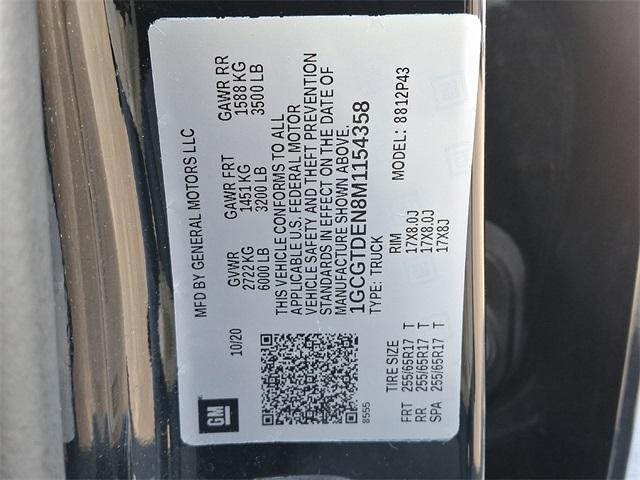 GM
10/20
MFD BY GENERAL MOTORS LLC
GVWR
2722 KG
6000 LB
GAWR FRT
1451 KG
3200 LB
GAWR RR
1588 KG
3500 LB
THIS VEHICLE CONFORMS TO ALL
APPLICABLE U.S. FEDERAL MOTOR
VEHICLE SAFETY AND THEFT PREVENTION
STANDARDS IN EFFECT ON THE DATE OF
MANUFACTURE SHOWN ABOVE.
1GCGTDEN8M1154358
TYPE: TRUCK
MODEL: 8812P43
8555
TIRE SIZE RIM
FRT 255/65R17 T 17X8.0J
RR 255/65R17 T 17X8.0J
SPA 255/65R17 T 17X8J